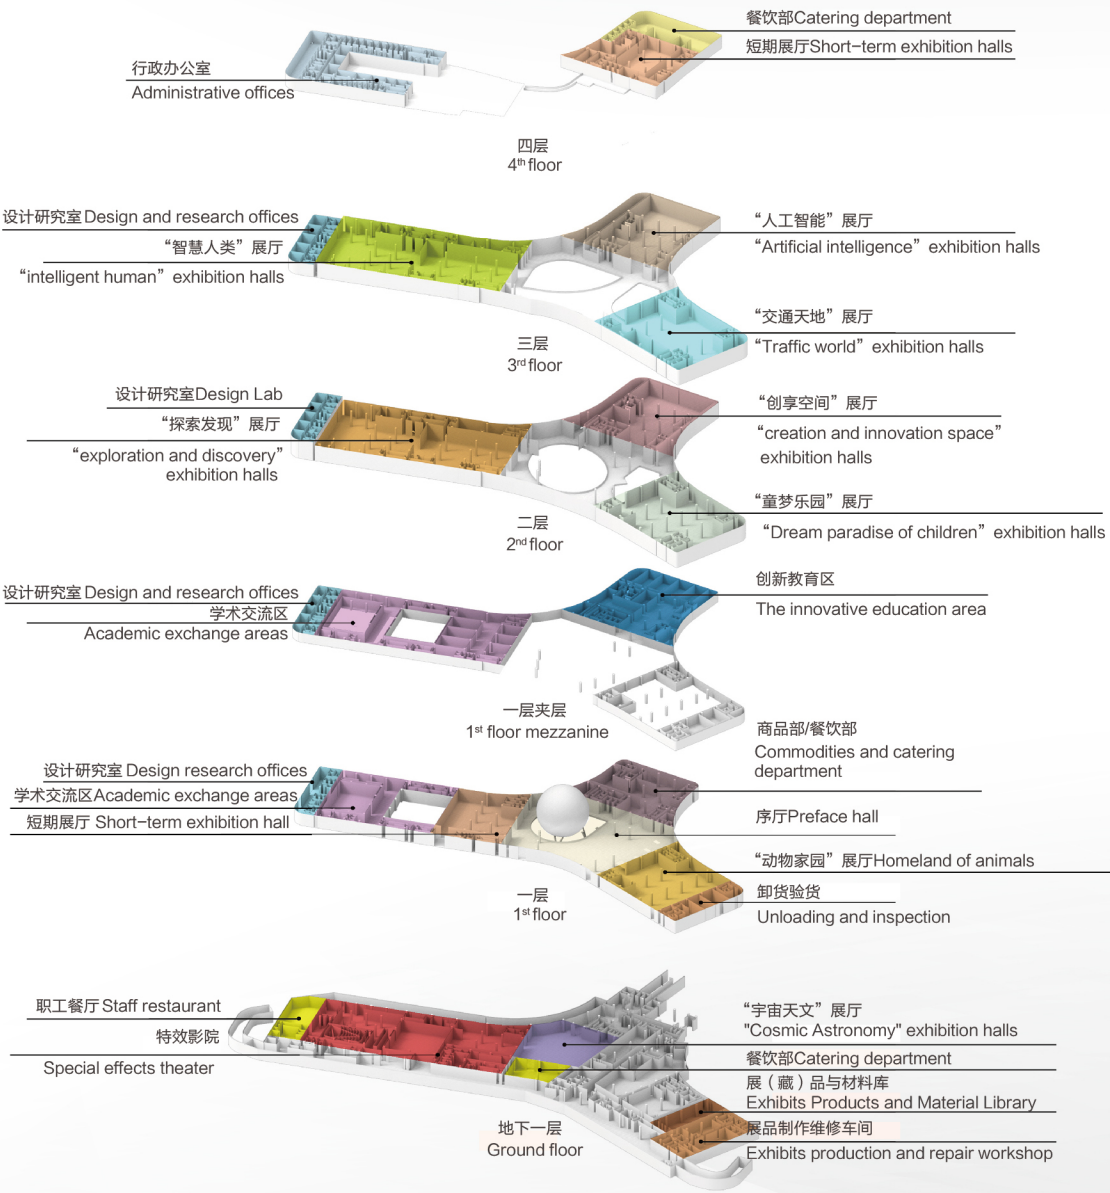 餐饮部Catering department
短期展厅Short-term exhibition halls
行政办公室
Administrative offices
四层
4th floor
设计研究室 Design and research offices
“智慧人类”展厅
“intelligent human” exhibition halls
“人工智能”展厅
“Artificial intelligence” exhibition halls
“交通天地”展厅
“Traffic world” exhibition halls
三层
3rd floor
设计研究室Design Lab
“探索发现”展厅
“exploration and discovery”
exhibition halls
“创享空间”展厅
“creation and innovation space”
exhibition halls
“童梦乐园”展厅
“Dream paradise of children” exhibition halls
二层
2nd floor
设计研究室 Design and research offices
学术交流区
Academic exchange areas
创新教育区
The innovative education area
一层夹层
1st floor mezzanine
商品部/餐饮部
Commodities and catering
department
设计研究室 Design research offices
学术交流区Academic exchange areas
短期展厅 Short-term exhibition hall
序厅Preface hall
“动物家园”展厅Homeland of animals
卸货验货
Unloading and inspection
一层
1st floor
职工餐厅 Staff restaurant
特效影院
Special effects theater
“宇宙天文”展厅
"Cosmic Astronomy" exhibition halls
餐饮部Catering department
展（藏）品与材料库
Exhibits Products and Material Library
展品制作维修车间
Exhibits production and repair workshop
地下一层
Ground floor